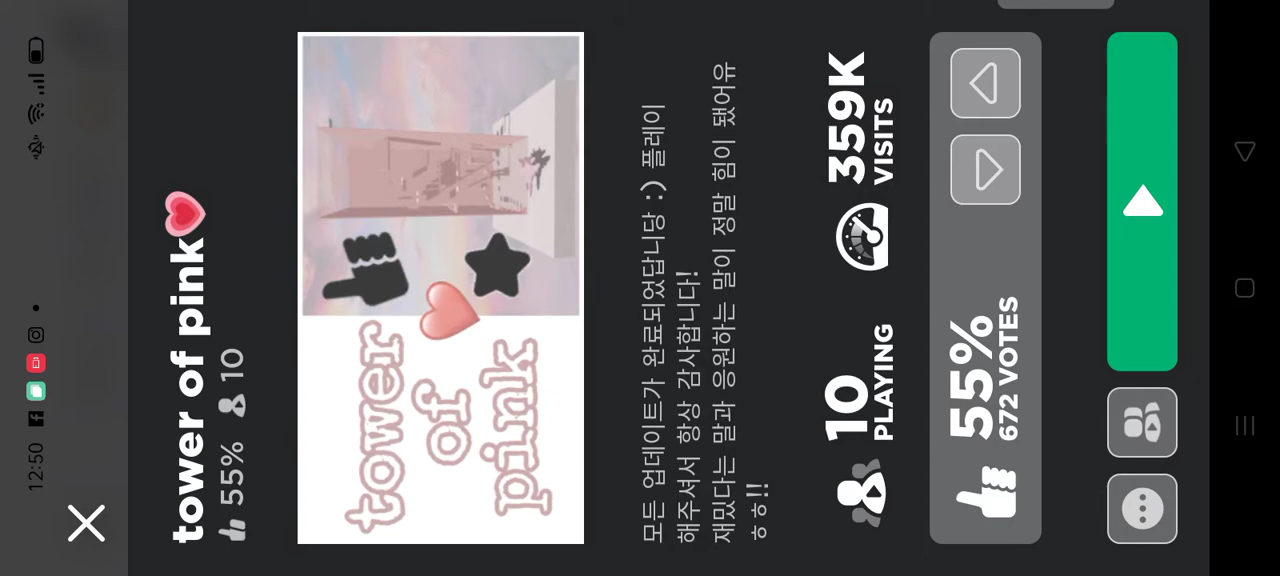 12:50
tower of pink
55% 10
tower
of
pink
모든 업데이트가 완료되었답니당 :) 플레이
해주셔서 항상 감사합니다!
재밌다는 말과 응원하는 말이 정말 힘이 됐어유
ㅎㅎ!!
10
PLAYING
359K
VISITS
55%
672 VOTES